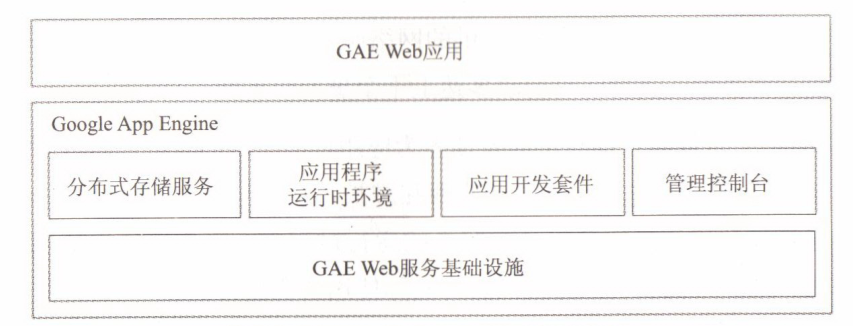 GAE Web应用
Google App Engine
分布式存储服务
应用程序
运行时环境
应用开发套件
管理控制台
GAE Web服务基础设施